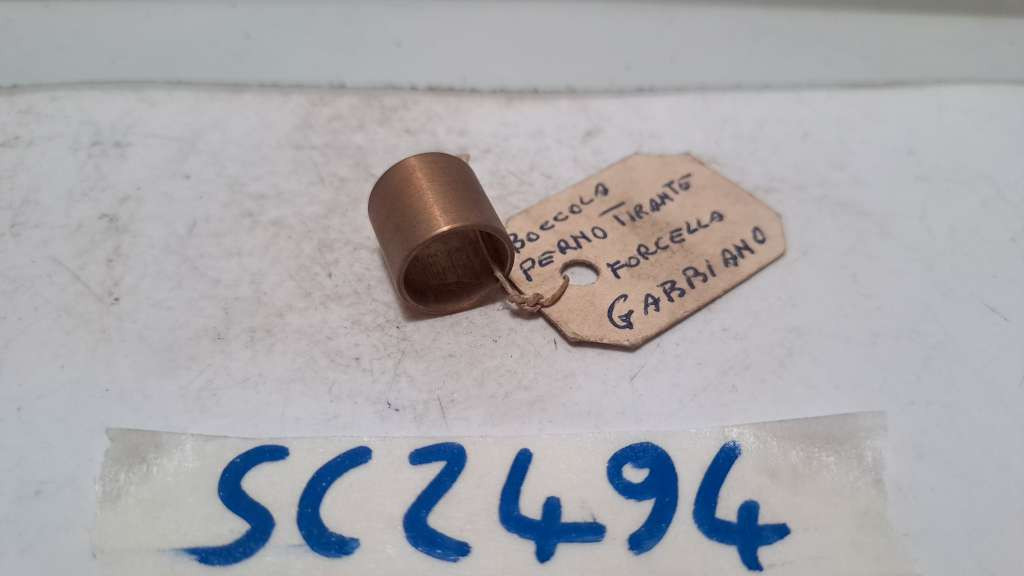 BOCCOLA
PERNO TIRANTE
FORCELLA
GABBIANO
SC2494